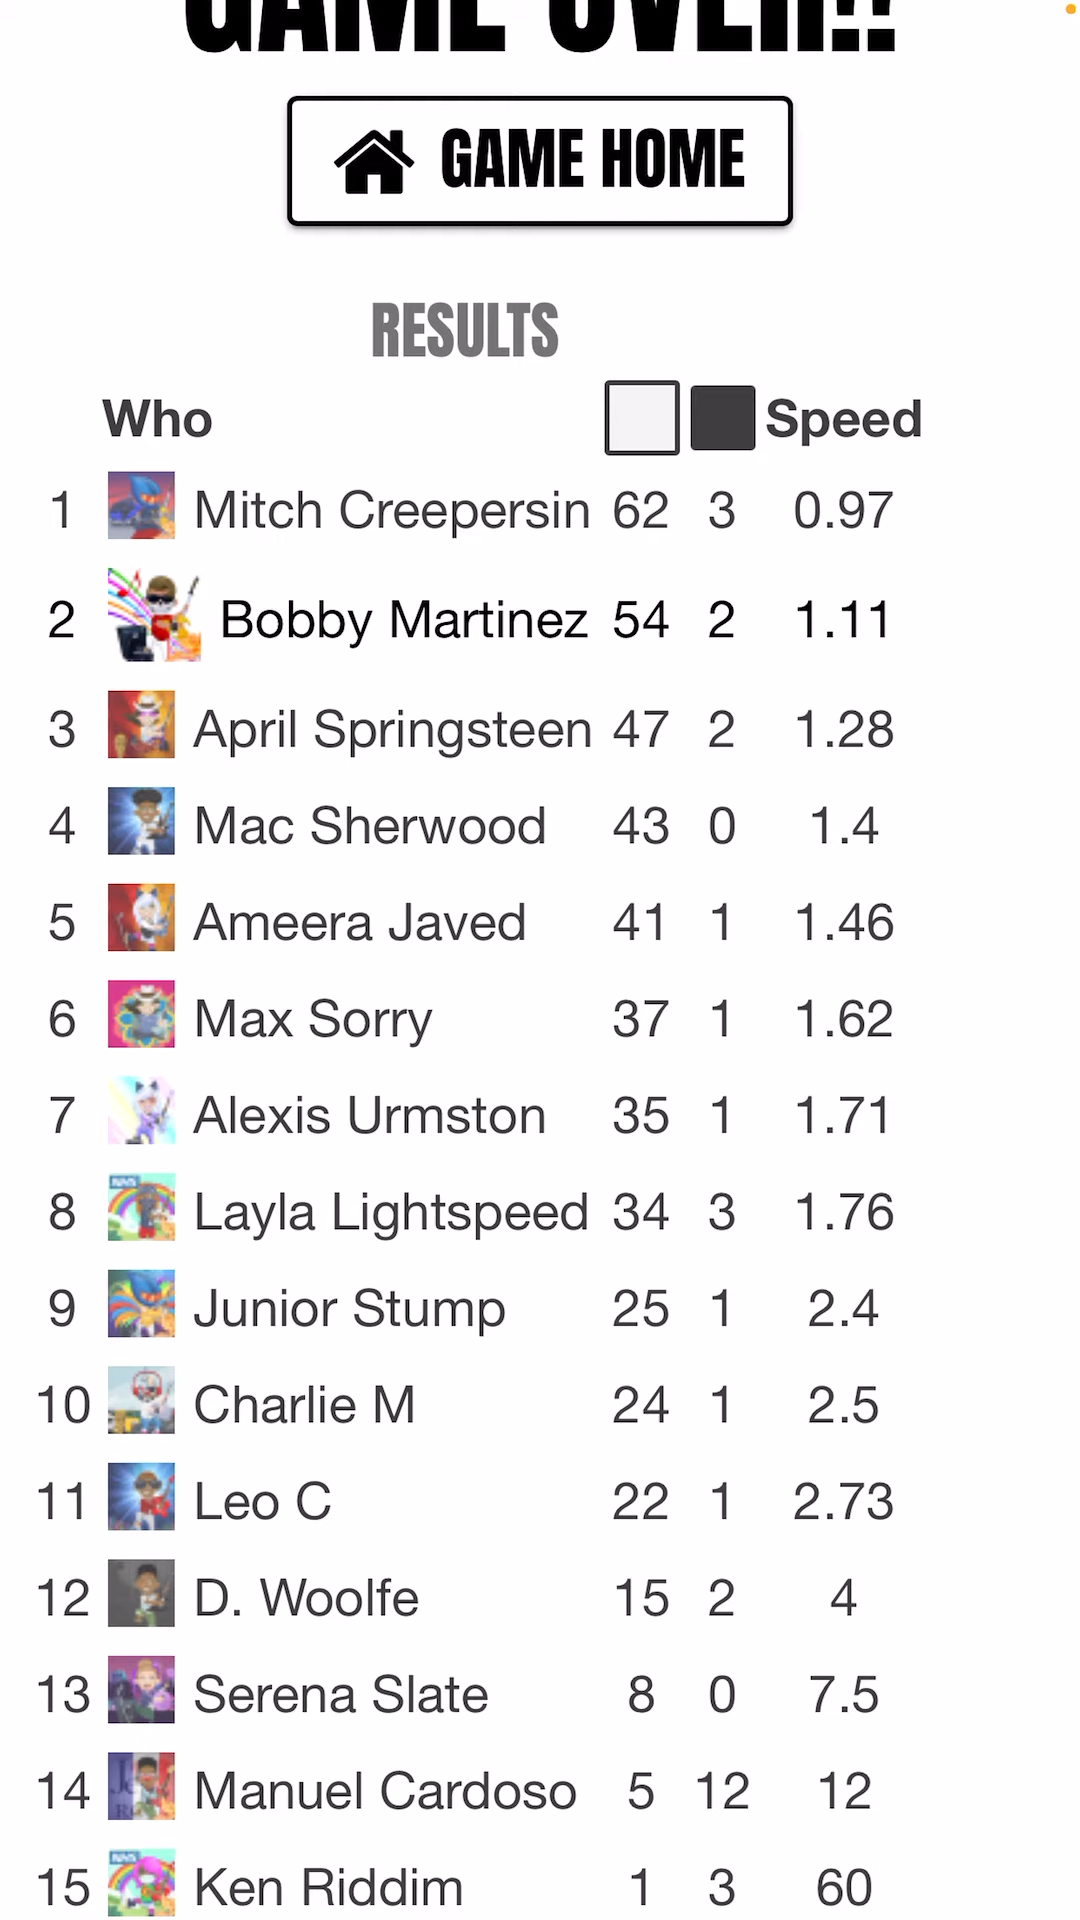 GAME OVER!!
GAME HOME
RESULTS
Who Speed
1 Mitch Creepersin 62 3 0.97
2 Bobby Martinez 54 2 1.11
3 April Springsteen 47 2 1.28
4 Mac Sherwood 43 0 1.4
5 Ameera Javed 41 1 1.46
6 Max Sorry 37 1 1.62
7 Alexis Urmston 35 1 1.71
8 Layla Lightspeed 34 3 1.76
9 Junior Stump 25 1 2.4
10 Charlie M 24 1 2.5
11 Leo C 22 1 2.73
12 D. Woolfe 15 2 4
13 Serena Slate 8 0 7.5
14 Manuel Cardoso 5 12 12
15 Ken Riddim 1 3 60